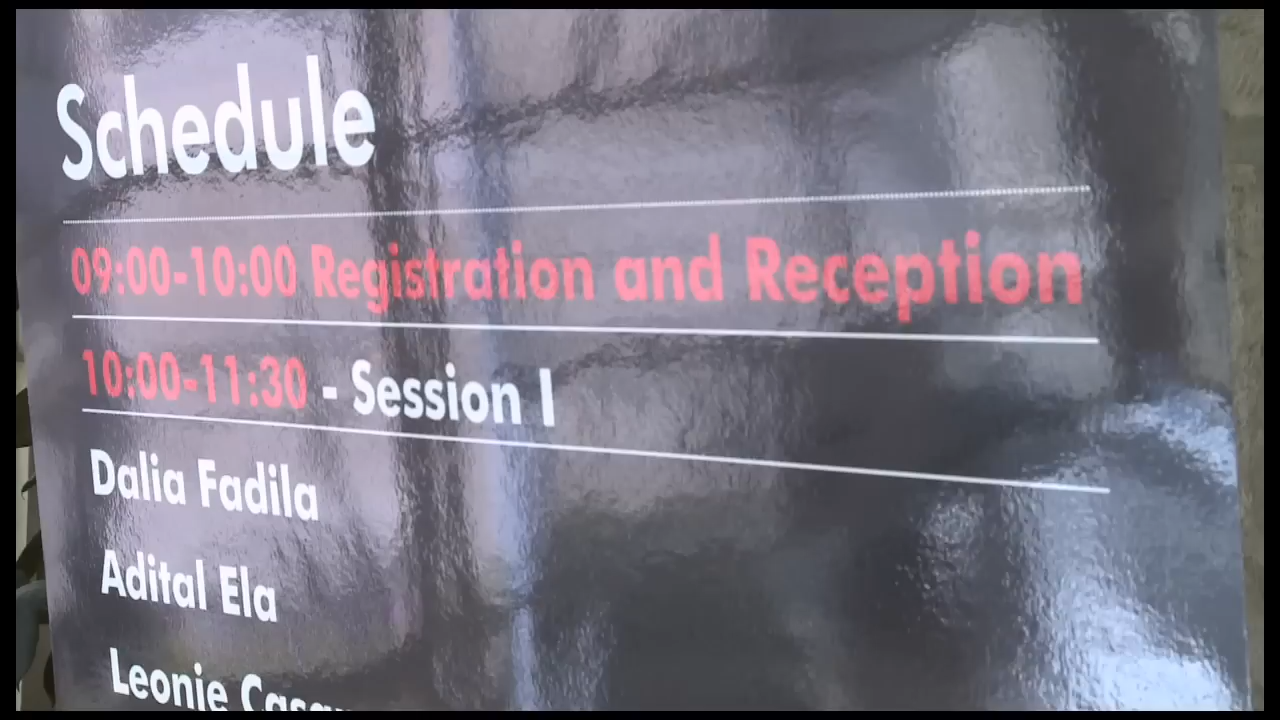 Schedule
09:00-10:00 Registration and Reception
10:00-11:30 - Session I
Dalia Fadila
Adital Ela
Leonie